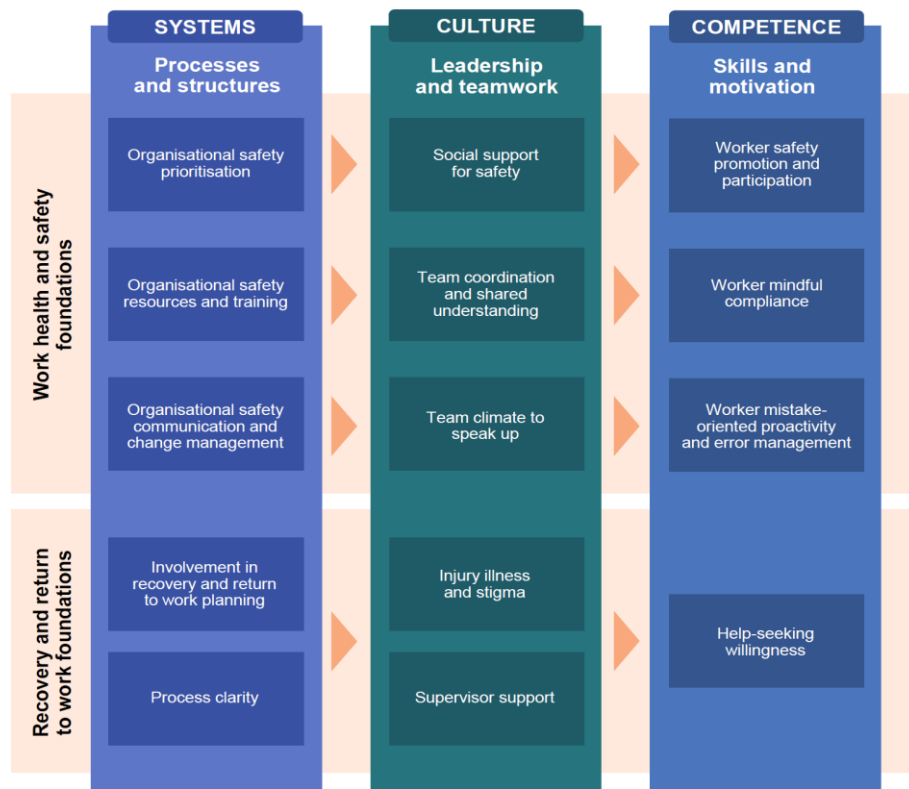 SYSTEMS
Processes
and structures
CULTURE
Leadership
and teamwork
COMPETENCE
Skills and
motivation
Work health and safety
foundations
Organisational safety
prioritisation
Social support
for safety
Worker safety
promotion and
participation
Organisational safety
resources and training
Team coordination
and shared
understanding
Worker mindful
compliance
Organisational safety
communication and
change management
Team climate to
speak up
Worker mistake-
oriented proactivity
and error management
Recovery and return
to work foundations
Involvement in
recovery and return
to work planning
Injury illness
and stigma
Help-seeking
willingness
Process clarity
Supervisor support